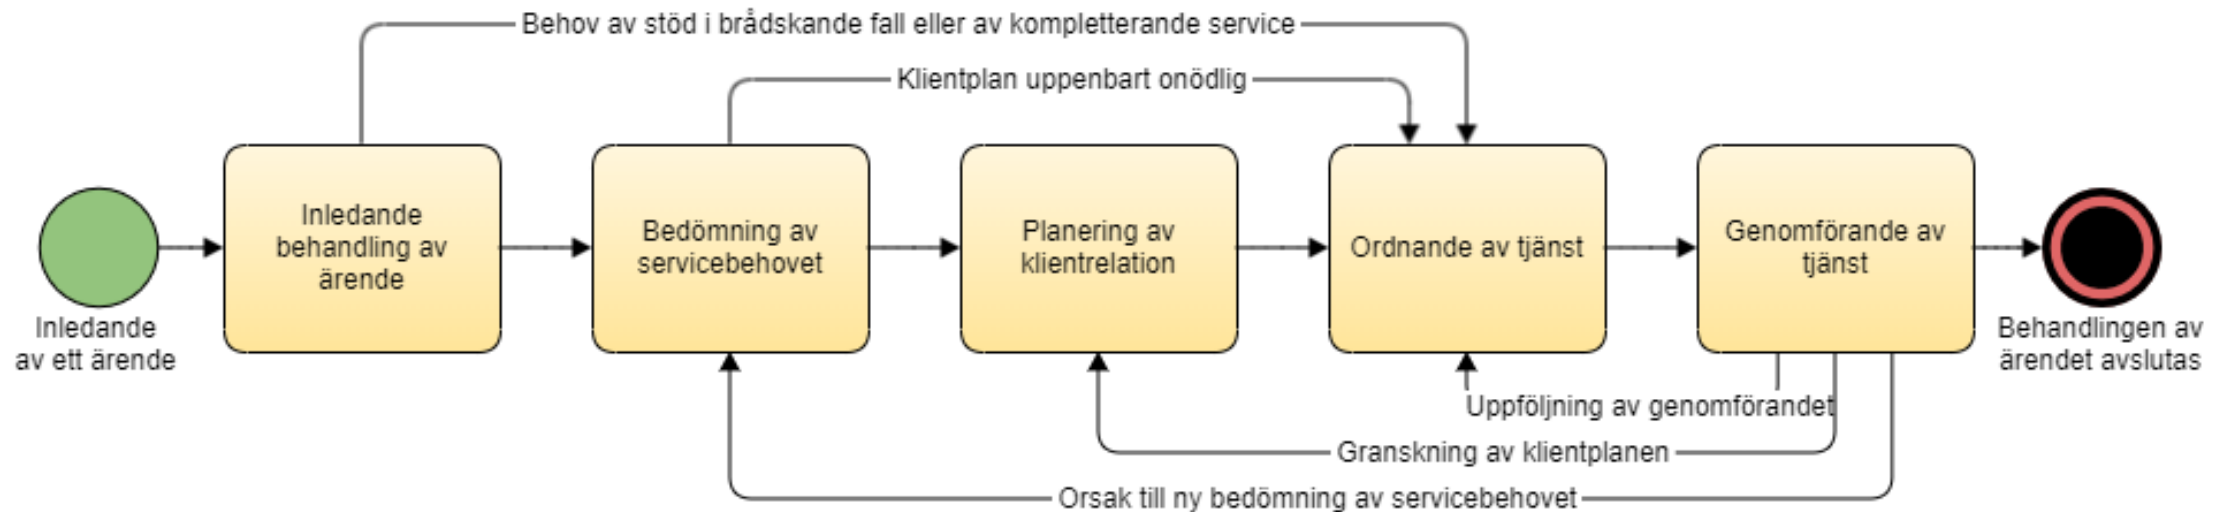 Behov av stöd i brådskande fall eller av kompletterande service
Klientplan uppenbart onödlig
Inledande
av ett ärende
Inledande
behandling av
ärende
Bedömning av
servicebehovet
Planering av
klientrelation
Ordnande av tjänst
Genomförande av
tjänst
Behandlingen av
ärendet avslutas
Uppföljning av genomförandet
Granskning av klientplanen
Orsak till ny bedömning av servicebehovet